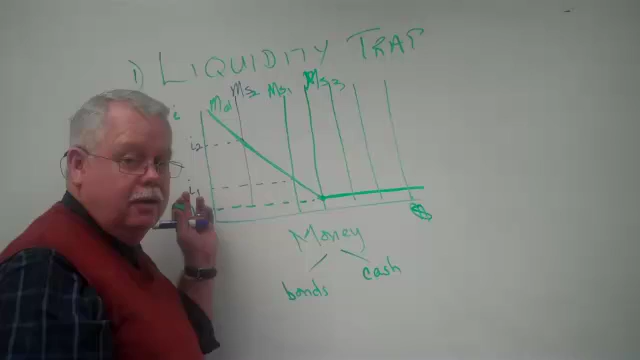 1) LIQUIDITY TRAP
i Md MS2 MS1 MS3
i2
i1
$
Money
bonds cash